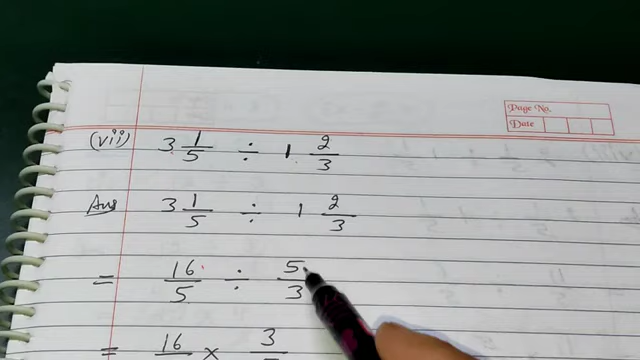 Page No.
Date
(vii) 3 1/5 ÷ 1 2/3
Ans 3 1/5 ÷ 1 2/3
= 16/5 ÷ 5/3
= 16 × 3